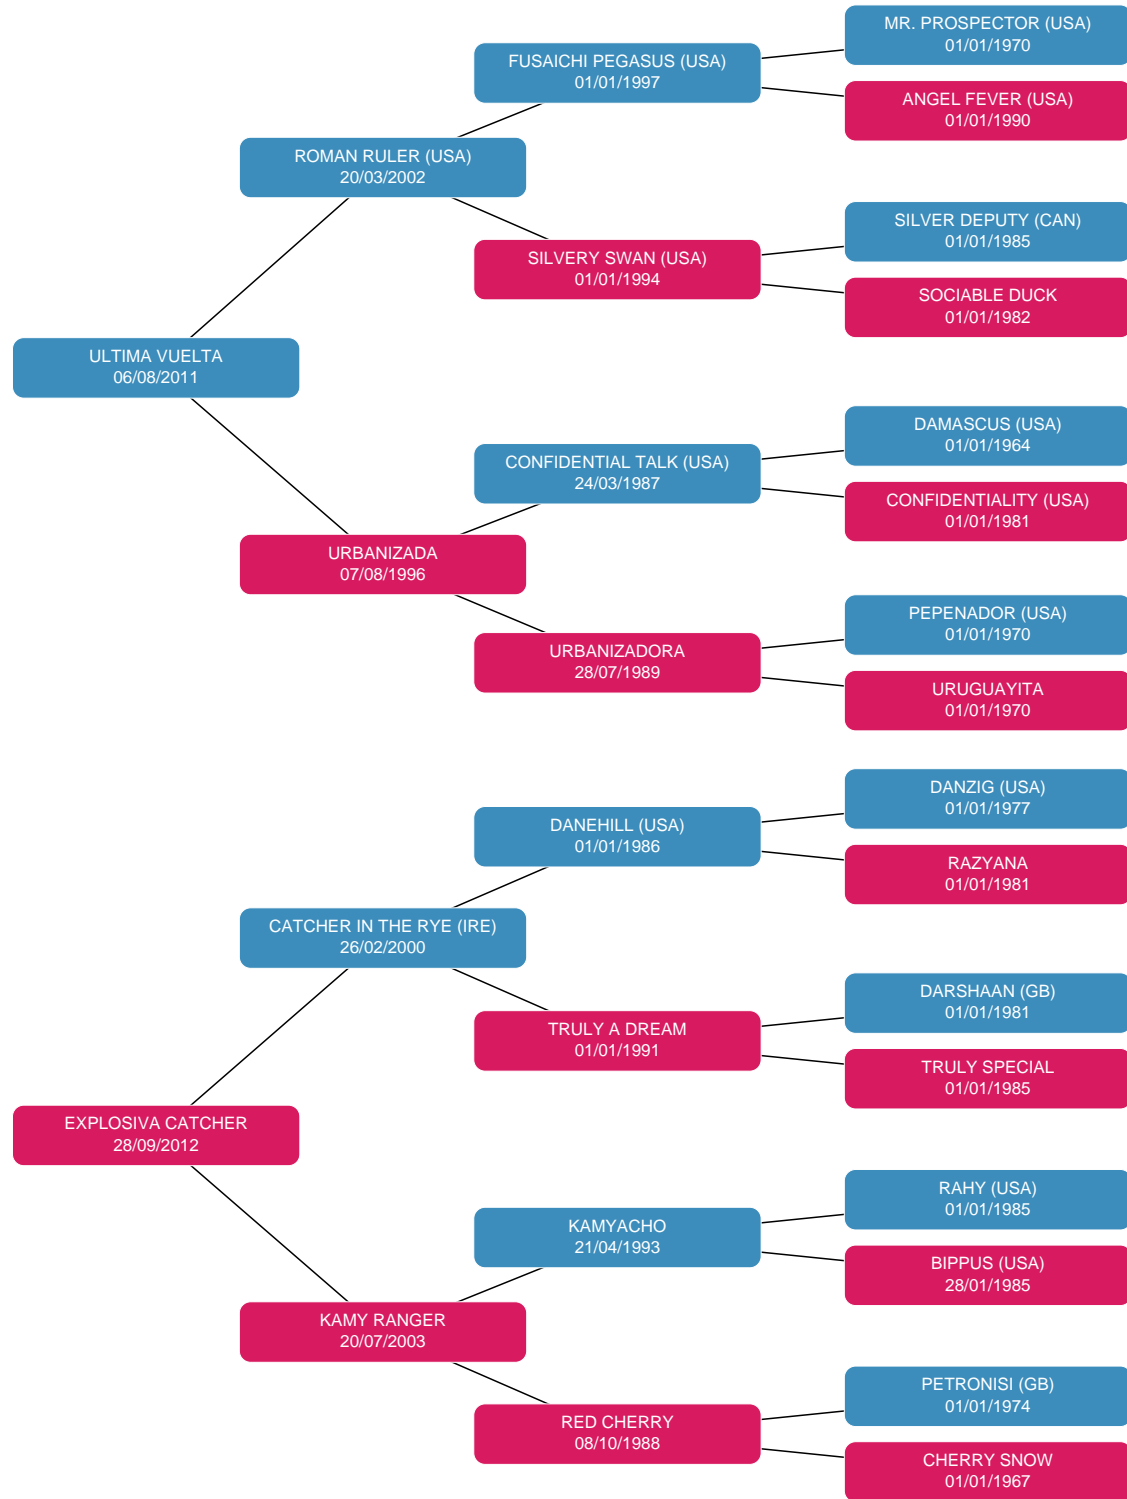 MR. PROSPECTOR (USA)
01/01/1970
FUSAICHI PEGASUS (USA)
01/01/1997
ANGEL FEVER (USA)
01/01/1990
ROMAN RULER (USA)
20/03/2002
SILVER DEPUTY (CAN)
01/01/1985
SILVERY SWAN (USA)
01/01/1994
SOCIABLE DUCK
01/01/1982
ULTIMA VUELTA
06/08/2011
DAMASCUS (USA)
01/01/1964
CONFIDENTIAL TALK (USA)
24/03/1987
CONFIDENTIALITY (USA)
01/01/1981
URBANIZADA
07/08/1996
PEPENADOR (USA)
01/01/1970
URBANIZADORA
28/07/1989
URUGUAYITA
01/01/1970
DANZIG (USA)
01/01/1977
DANEHILL (USA)
01/01/1986
RAZYANA
01/01/1981
CATCHER IN THE RYE (IRE)
26/02/2000
DARSHAAN (GB)
01/01/1981
TRULY A DREAM
01/01/1991
TRULY SPECIAL
01/01/1985
EXPLOSIVA CATCHER
28/09/2012
RAHY (USA)
01/01/1985
KAMYACHO
21/04/1993
BIPPUS (USA)
28/01/1985
KAMY RANGER
20/07/2003
PETRONISI (GB)
01/01/1974
RED CHERRY
08/10/1988
CHERRY SNOW
01/01/1967